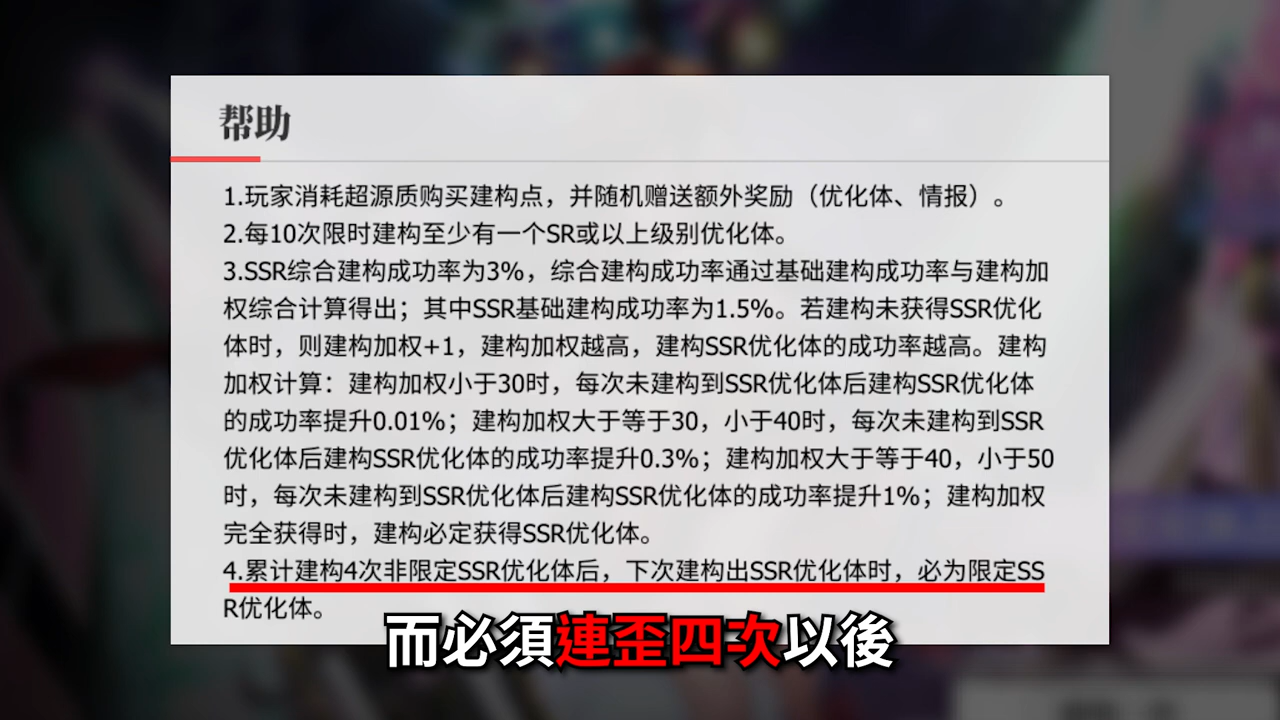 帮助
1.玩家消耗超源质购买建构点，并随机赠送额外奖励（优化体、情报）。
2.每10次限时建构至少有一个SR或以上级别优化体。
3.SSR综合建构成功率为3%，综合建构成功率通过基础建构成功率与建构加
权综合计算得出；其中SSR基础建构成功率为1.5%。若建构未获得SSR优化
体时，则建构加权+1，建构加权越高，建构SSR优化体的成功率越高。建构
加权计算：建构加权小于30时，每次未建构到SSR优化体后建构SSR优化体
的成功率提升0.01%；建构加权大于等于30，小于40时，每次未建构到SSR
优化体后建构SSR优化体的成功率提升0.3%；建构加权大于等于40，小于50
时，每次未建构到SSR优化体后建构SSR优化体的成功率提升1%；建构加权
完全获得时，建构必定获得SSR优化体。
4.累计建构4次非限定SSR优化体后，下次建构出SSR优化体时，必为限定SS
R优化体。
而必須連歪四次以後